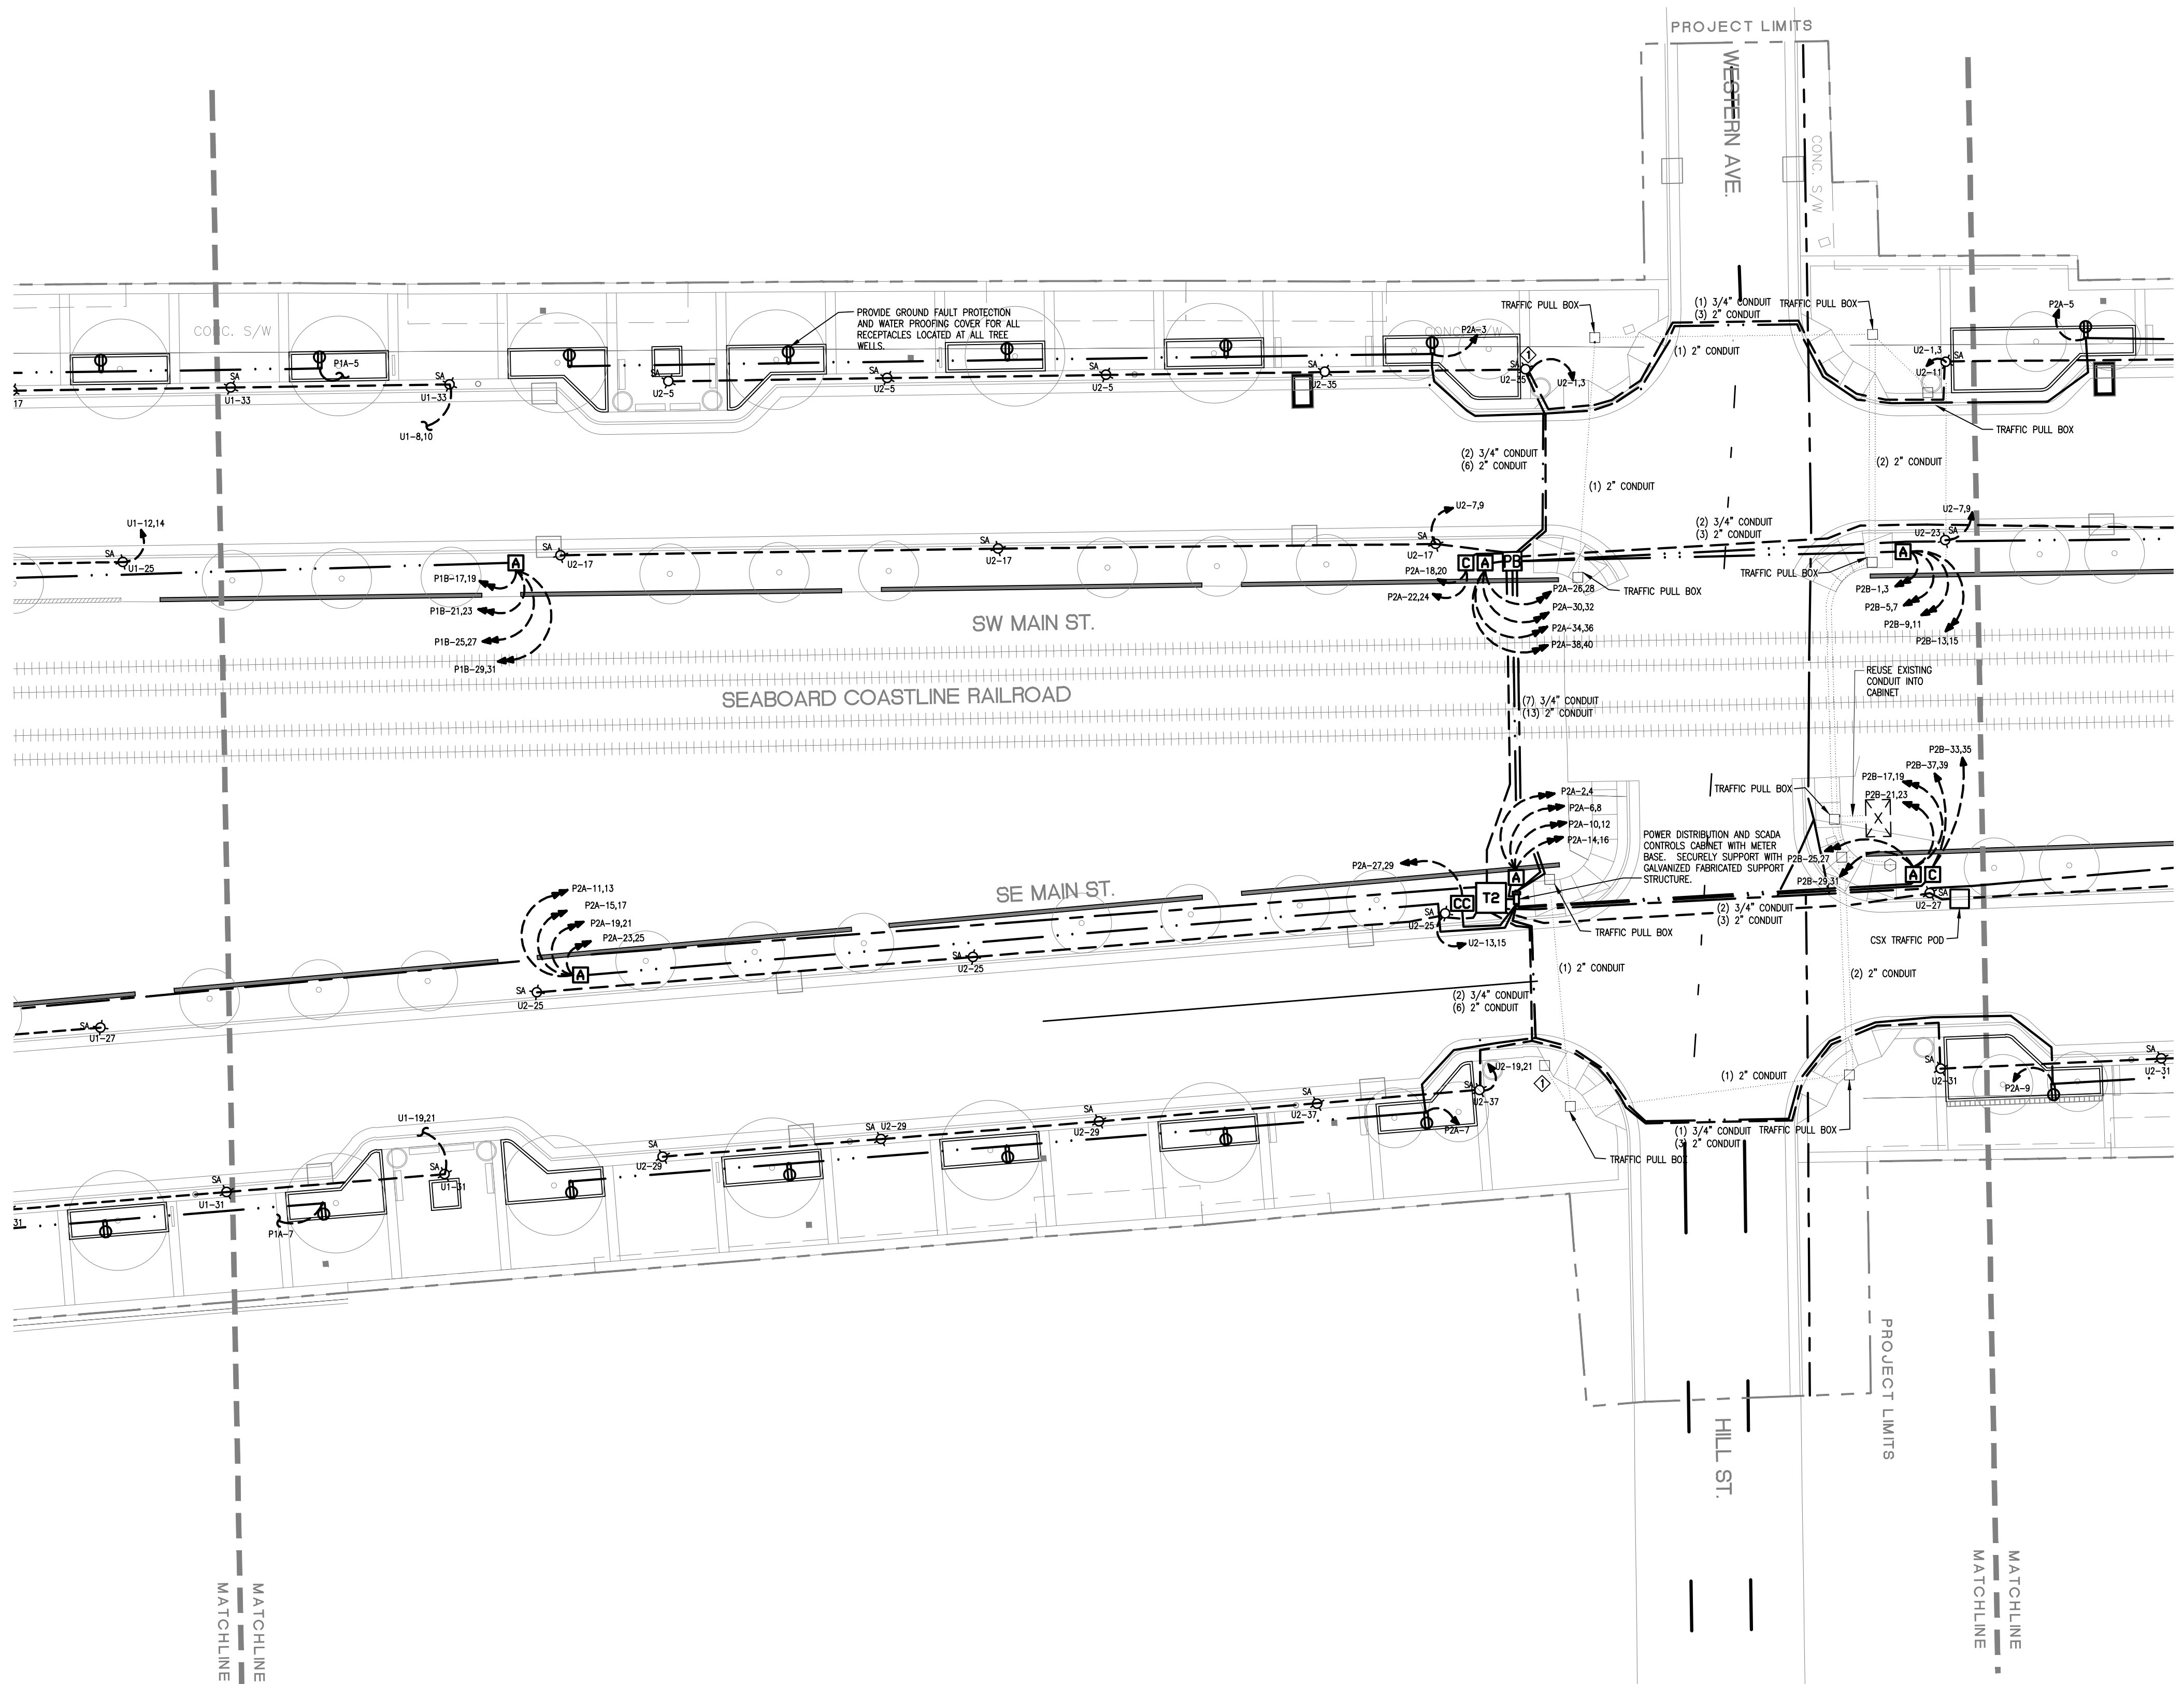 PROJECT LIMITS
WESTERN AVE.
CONC. S/W
CONC. S/W
PROVIDE GROUND FAULT PROTECTION
AND WATER PROOFING COVER FOR ALL
RECEPTACLES LOCATED AT ALL TREE
WELLS.
TRAFFIC PULL BOX
(1) 3/4" CONDUIT
(3) 2" CONDUIT
TRAFFIC PULL BOX
P2A-5
CONC. S/W
P2A-3
(1) 2" CONDUIT
P1A-5
SA
U1-33
SA
U1-33
U1-8,10
17
SA
U2-5
SA
U2-5
SA
U2-5
SA
U2-35
1
SA
U2-35
U2-1,3
U2-1,3
SA
U2-11
TRAFFIC PULL BOX
(2) 3/4" CONDUIT
(6) 2" CONDUIT
(1) 2" CONDUIT
(2) 2" CONDUIT
U1-12,14
SA
U1-25
SA
U2-17
SA
U2-17
U2-7,9
SA
U2-17
(2) 3/4" CONDUIT
(3) 2" CONDUIT
U2-7,9
U2-23
SA
A
C
A
PB
A
P1B-17,19
P1B-21,23
P1B-25,27
P1B-29,31
P2A-18,20
P2A-22,24
P2A-26,28
P2A-30,32
P2A-34,36
P2A-38,40
TRAFFIC PULL BOX
TRAFFIC PULL BOX
P2B-1,3
P2B-5,7
P2B-9,11
P2B-13,15
SW MAIN ST.
SEABOARD COASTLINE RAILROAD
(7) 3/4" CONDUIT
(13) 2" CONDUIT
REUSE EXISTING
CONDUIT INTO
CABINET
P2B-33,35
P2B-37,39
P2B-17,19
P2B-21,23
TRAFFIC PULL BOX
X
P2A-2,4
P2A-6,8
P2A-10,12
P2A-14,16
POWER DISTRIBUTION AND SCADA
CONTROLS CABINET WITH METER
BASE. SECURELY SUPPORT WITH
GALVANIZED FABRICATED SUPPORT
STRUCTURE.
P2B-25,27
P2B-29,31
P2A-27,29
SE MAIN ST.
A
CC
T2
A
C
SA
U2-27
CSX TRAFFIC POD
P2A-11,13
P2A-15,17
P2A-19,21
P2A-23,25
A
SA
U2-25
U2-13,15
U2-25
SA
U2-25
TRAFFIC PULL BOX
(2) 3/4" CONDUIT
(3) 2" CONDUIT
(1) 2" CONDUIT
(2) 2" CONDUIT
(2) 3/4" CONDUIT
(6) 2" CONDUIT
SA
U1-27
U2-19,21
1
SA
U2-37
SA
U2-37
SA
U2-29
SA
U2-29
SA
U2-29
P2A-7
(1) 2" CONDUIT
(1) 3/4" CONDUIT
(3) 2" CONDUIT
TRAFFIC PULL BOX
TRAFFIC PULL BOX
SA
U2-31
P2A-9
SA
U2-31
U1-19,21
SA
U1-31
SA
U1-31
31
P1A-7
PROJECT LIMITS
HILL ST.
MATCHLINE
MATCHLINE
MATCHLINE
MATCHLINE